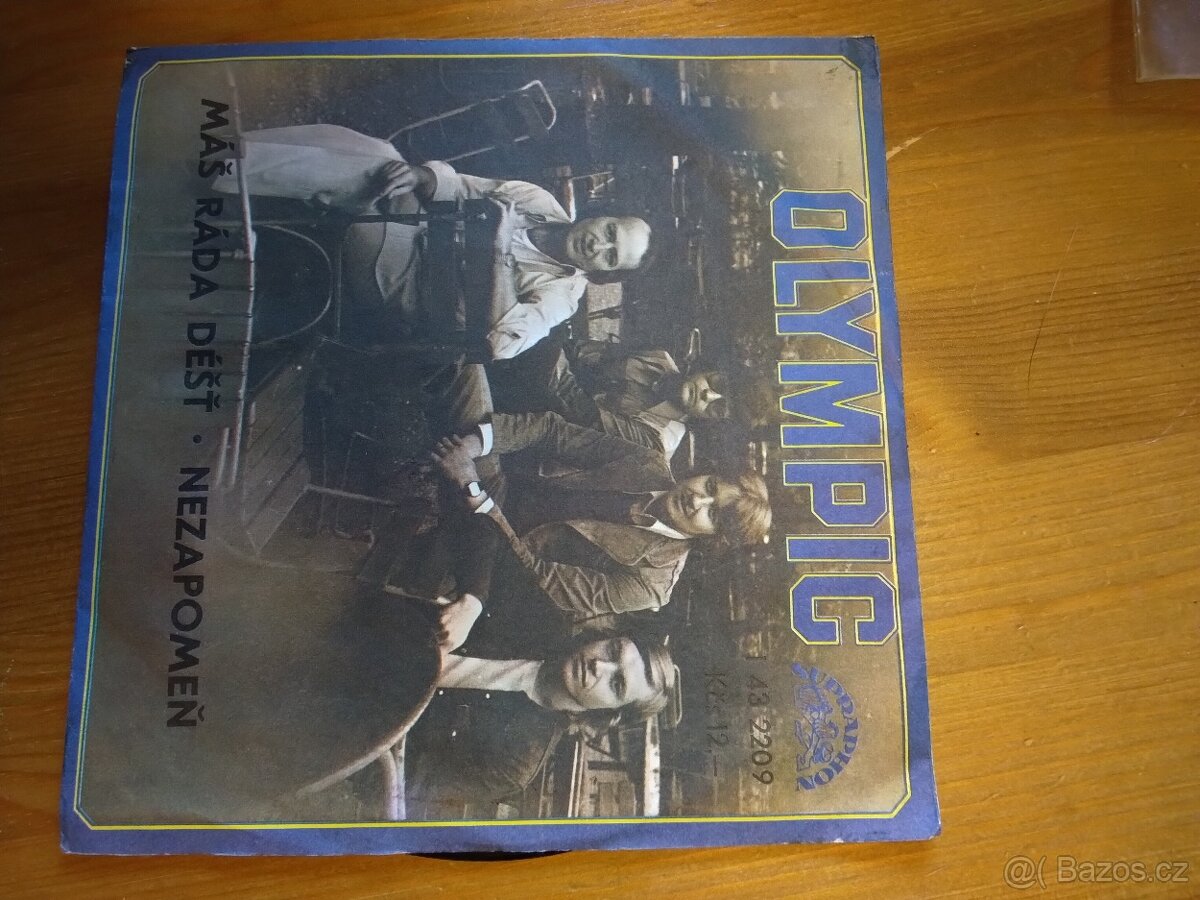 OLYMPIC
SUPRAPHON
1 43 2209
Kčs 12,—
MÁŠ RÁDA DÉŠŤ • NEZAPOMEŇ
@( Bazos.cz